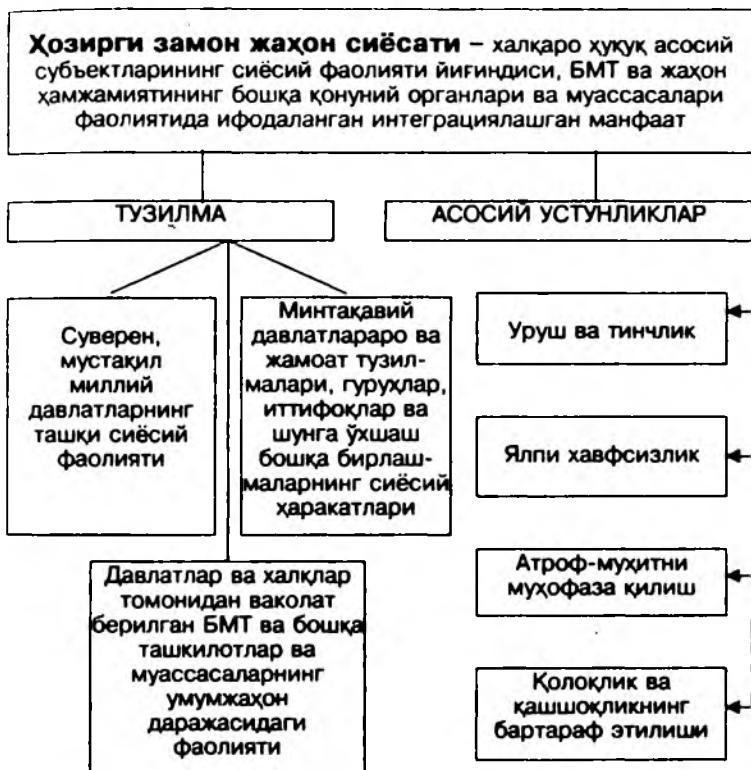 Ҳозирги замон жаҳон сиёсати – халқаро ҳуқуқ асосий
субъектларининг сиёсий фаолияти йиғиндиси, БМТ ва жаҳон
ҳамжамиятининг бошқа қонуний органлари ва муассасалари
фаолиятида ифодаланган интеграциялашган манфаат
ТУЗИЛМА
АСОСИЙ УСТУНЛИКЛАР
Суверен,
мустақил
миллий
давлатларнинг
ташқи сиёсий
фаолияти
Минтақавий
давлатлараро ва
жамоат тузил-
малари, гуруҳлар,
иттифоқлар ва
шунга ўхшаш
бошқа бирлаш-
маларнинг сиёсий
ҳаракатлари
Давлатлар ва халқлар
томонидан ваколат
берилган БМТ ва бошқа
ташкилотлар ва
муассасаларнинг
умумжаҳон
даражасидаги
фаолияти
Уруш ва тинчлик
Ялпи хавфсизлик
Атроф-муҳитни
муҳофаза қилиш
Қолоқлик ва
қашшоқликнинг
бартараф этилиши